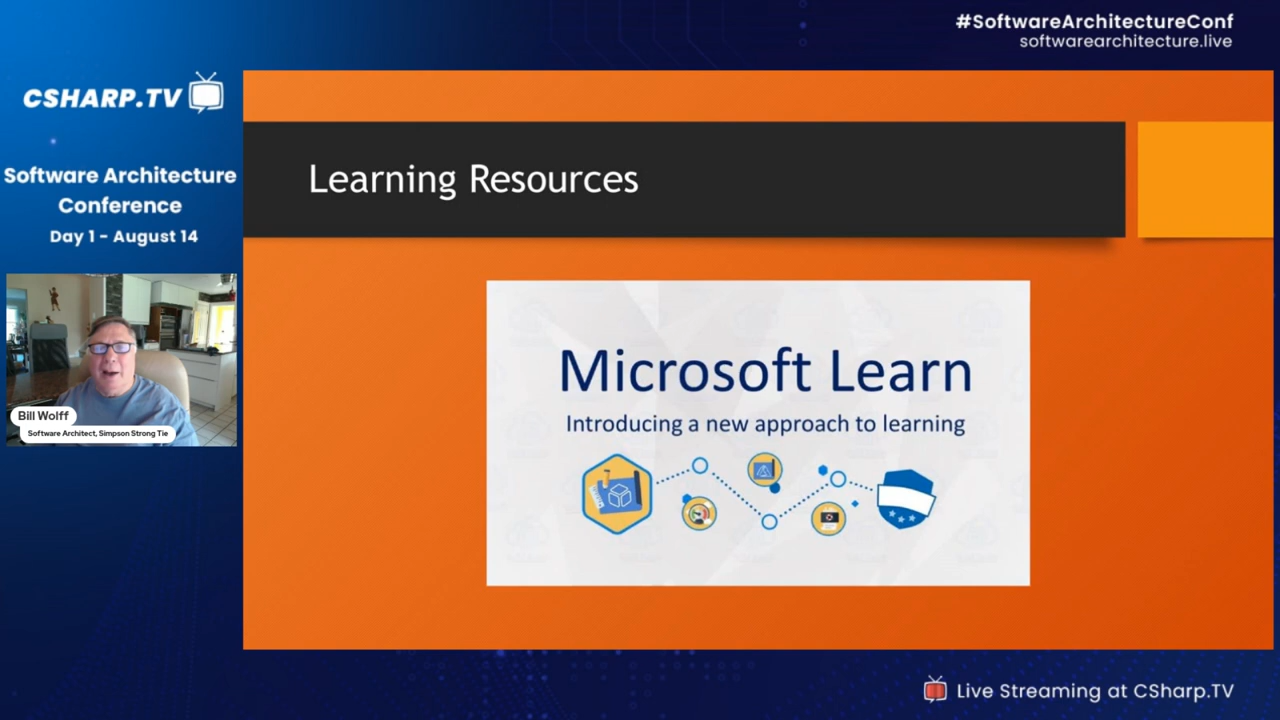 #SoftwareArchitectureConf
softwarearchitecture.live
CSHARP.TV
Software Architecture
Conference
Day 1 - August 14
Bill Wolff
Software Architect, Simpson Strong Tie
Learning Resources
Microsoft Learn
Introducing a new approach to learning
Live Streaming at CSharp.TV